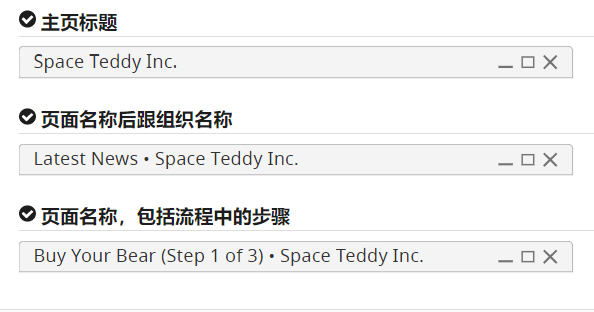 主页标题
Space Teddy Inc.
页面名称后跟组织名称
Latest News • Space Teddy Inc.
页面名称，包括流程中的步骤
Buy Your Bear (Step 1 of 3) • Space Teddy Inc.